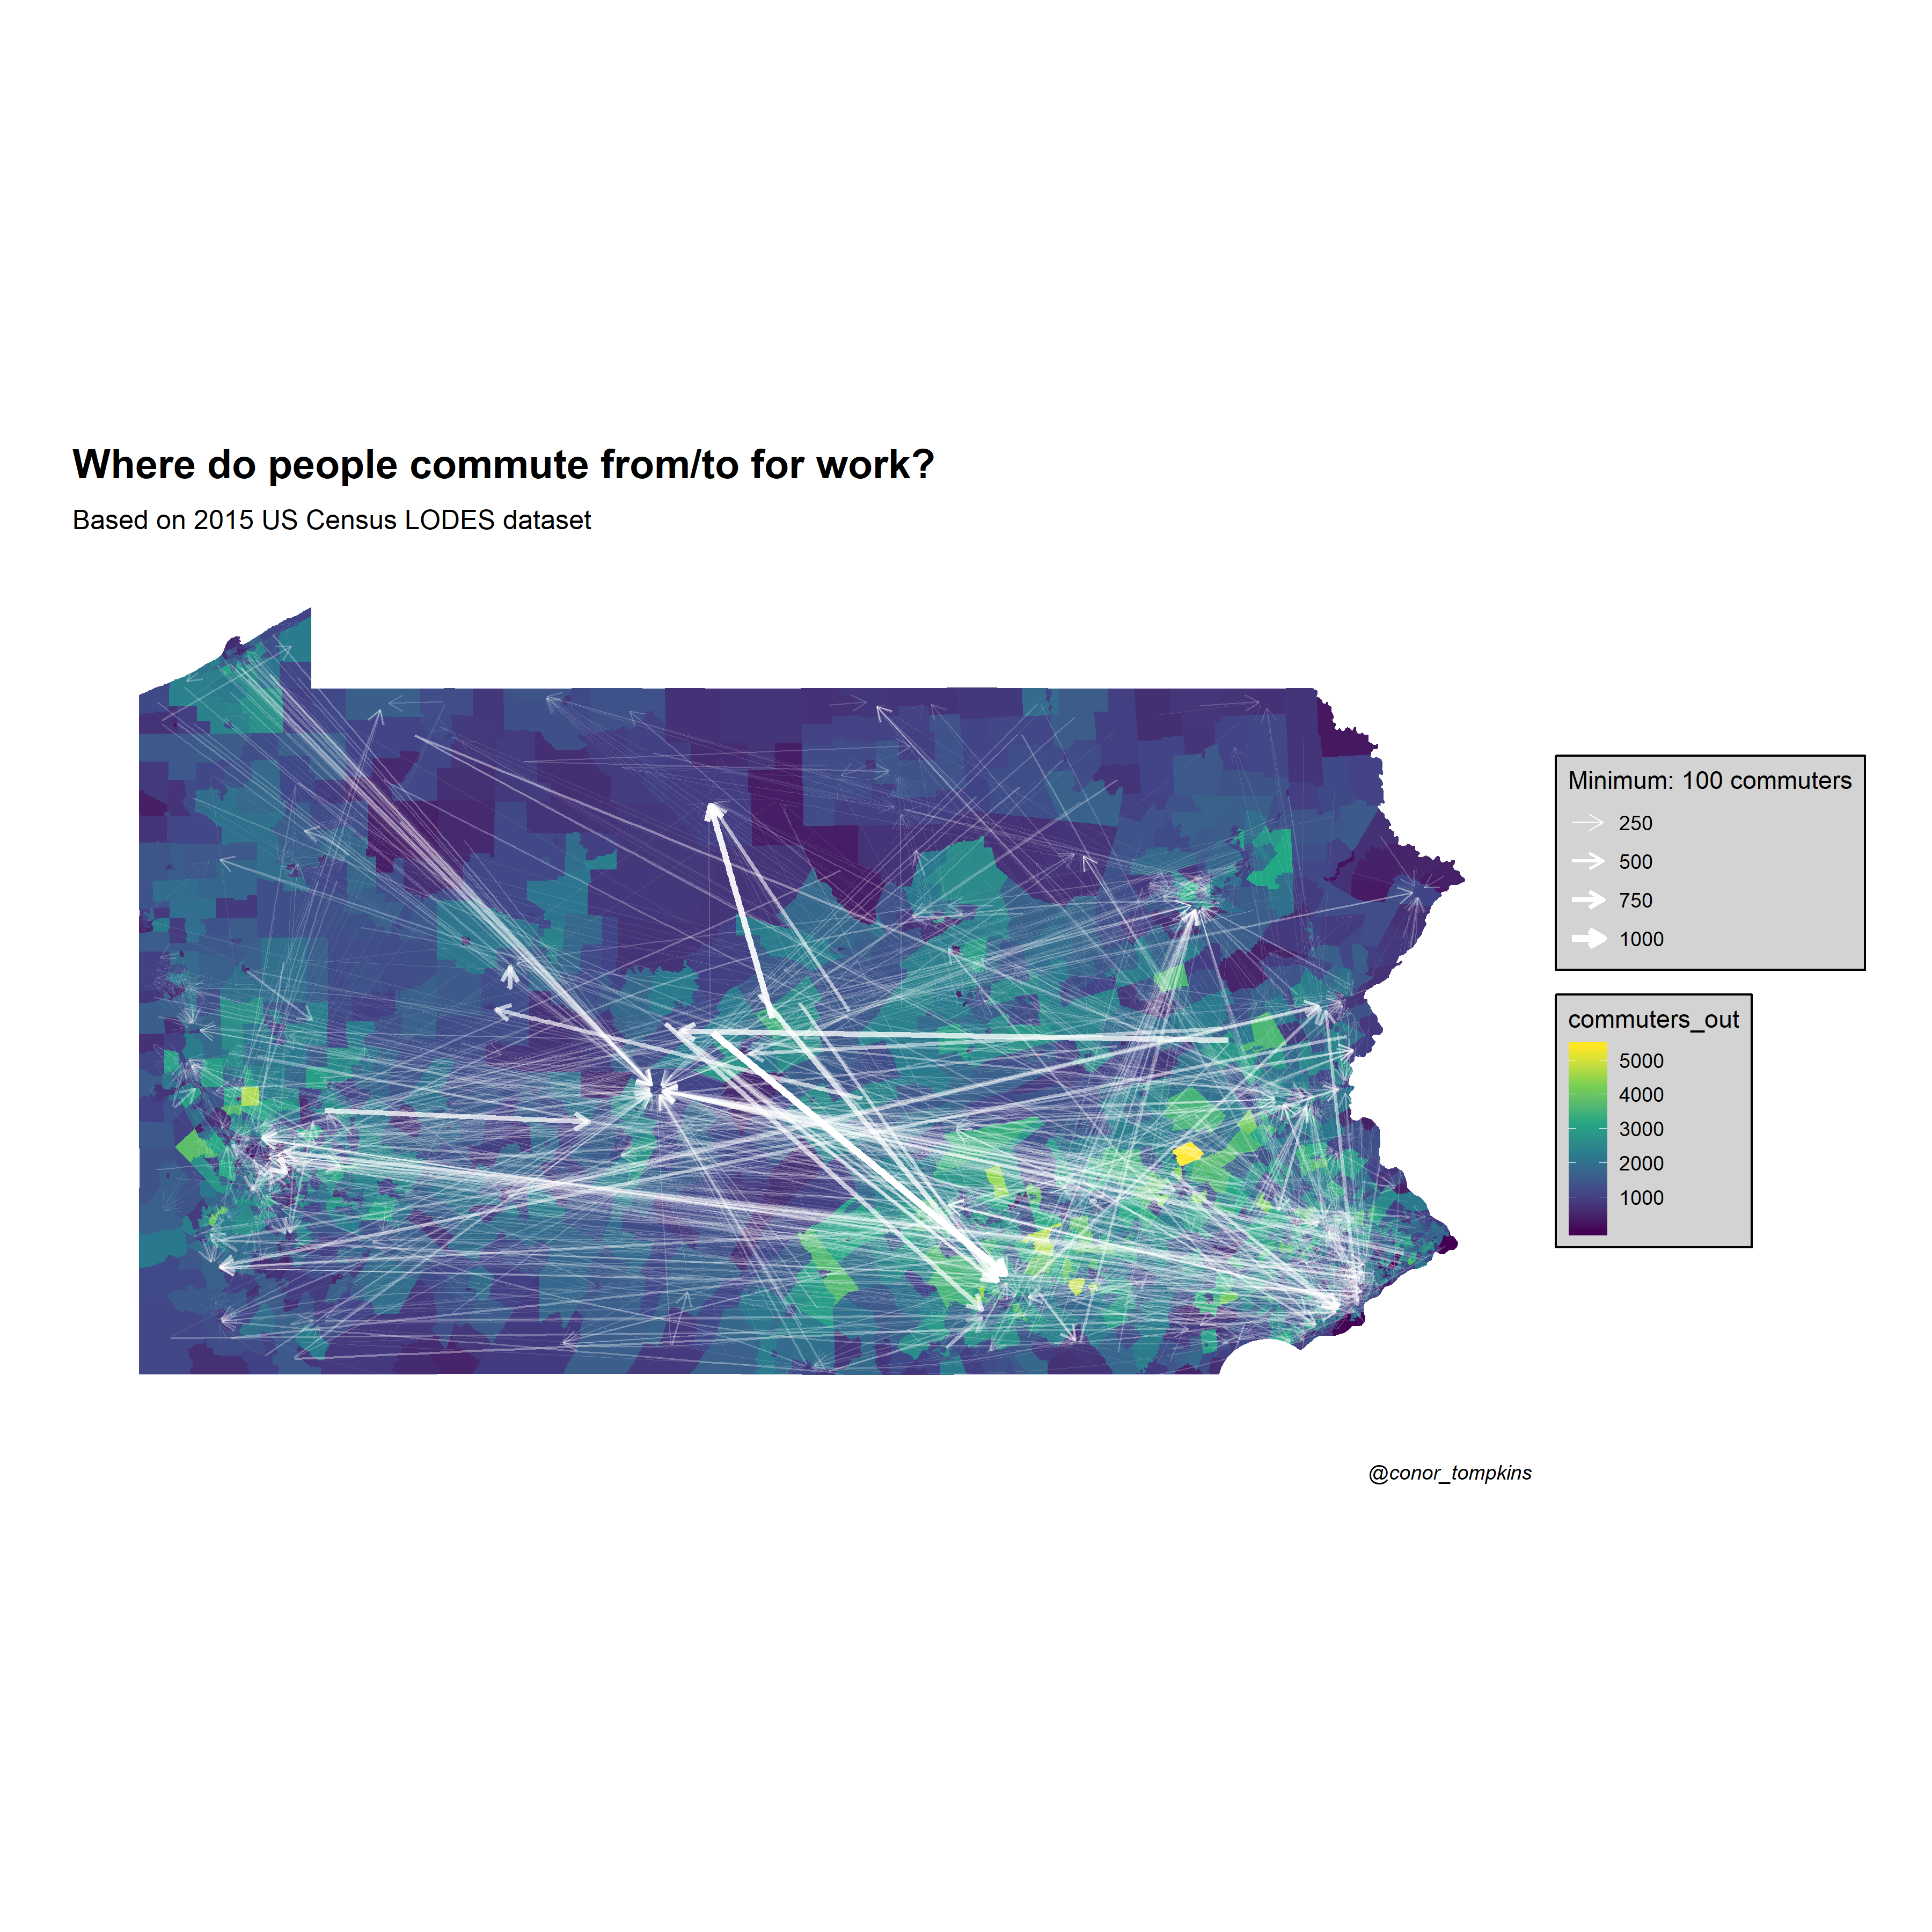 Where do people commute from/to for work?
Based on 2015 US Census LODES dataset
Minimum: 100 commuters
250
500
750
1000
commuters_out
5000
4000
3000
2000
1000
@conor_tompkins